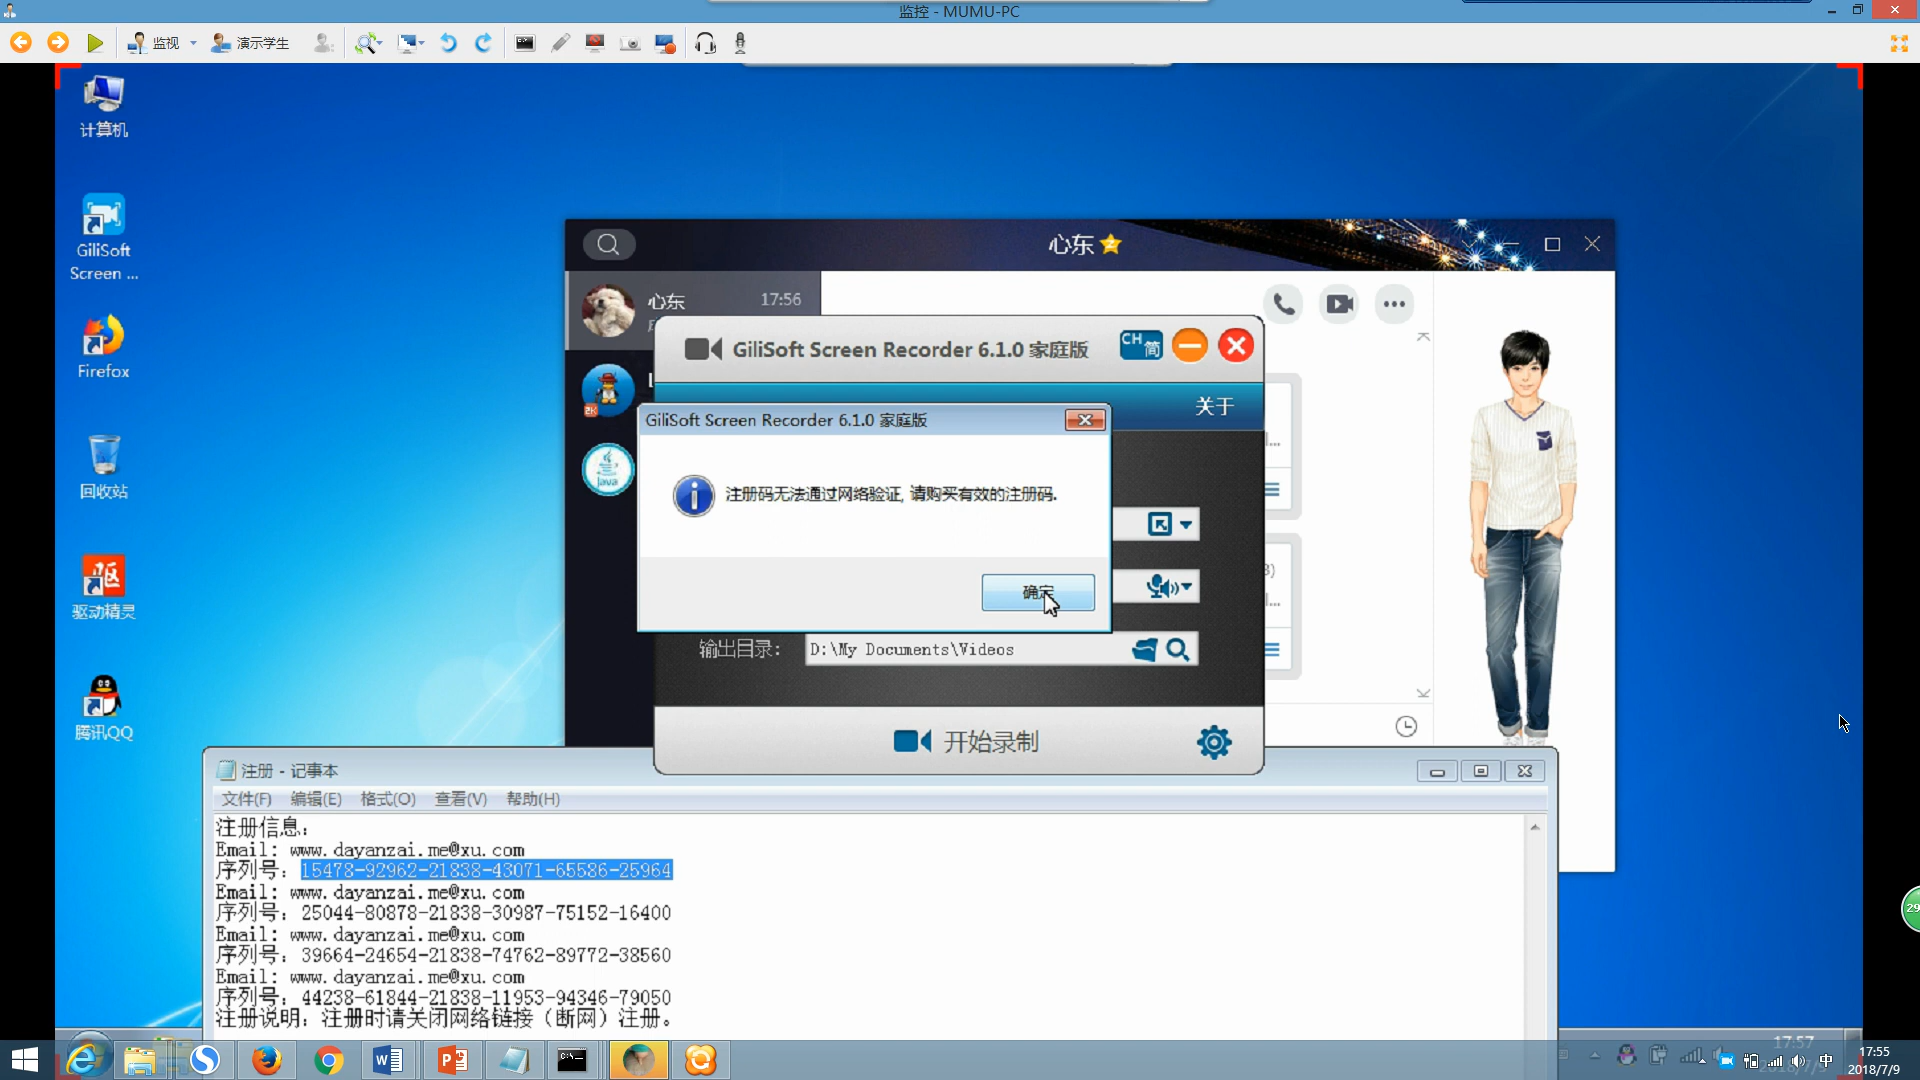 监控 - MUMU-PC
监视
演示学生
计算机
GiliSoft
Screen ...
Firefox
回收站
驱动精灵
腾讯QQ
心东
心东
17:56
2K
java
GiliSoft Screen Recorder 6.1.0 家庭版
CH
简
关于
GiliSoft Screen Recorder 6.1.0 家庭版
注册码无法通过网络验证, 请购买有效的注册码.
确定
输出目录:
D:\My Documents\Videos
开始录制
注册 - 记事本
文件(F)
编辑(E)
格式(O)
查看(V)
帮助(H)
注册信息:
Email: www.dayanzai.me@xu.com
序列号: 15478-92962-21838-43071-65586-25964
Email: www.dayanzai.me@xu.com
序列号: 25044-80878-21838-30987-75152-16400
Email: www.dayanzai.me@xu.com
序列号: 39664-24654-21838-74762-89772-38560
Email: www.dayanzai.me@xu.com
序列号: 44238-61844-21838-11953-94346-79050
注册说明: 注册时请关闭网络链接（断网）注册。
29
17:57
中
17:55
2018/7/9